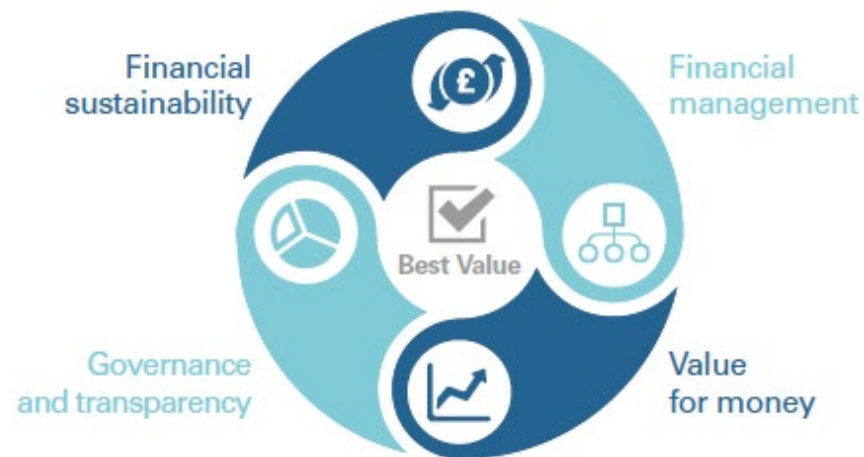 Financial
sustainability
Financial
management
£
Best Value
Governance
and transparency
Value
for money